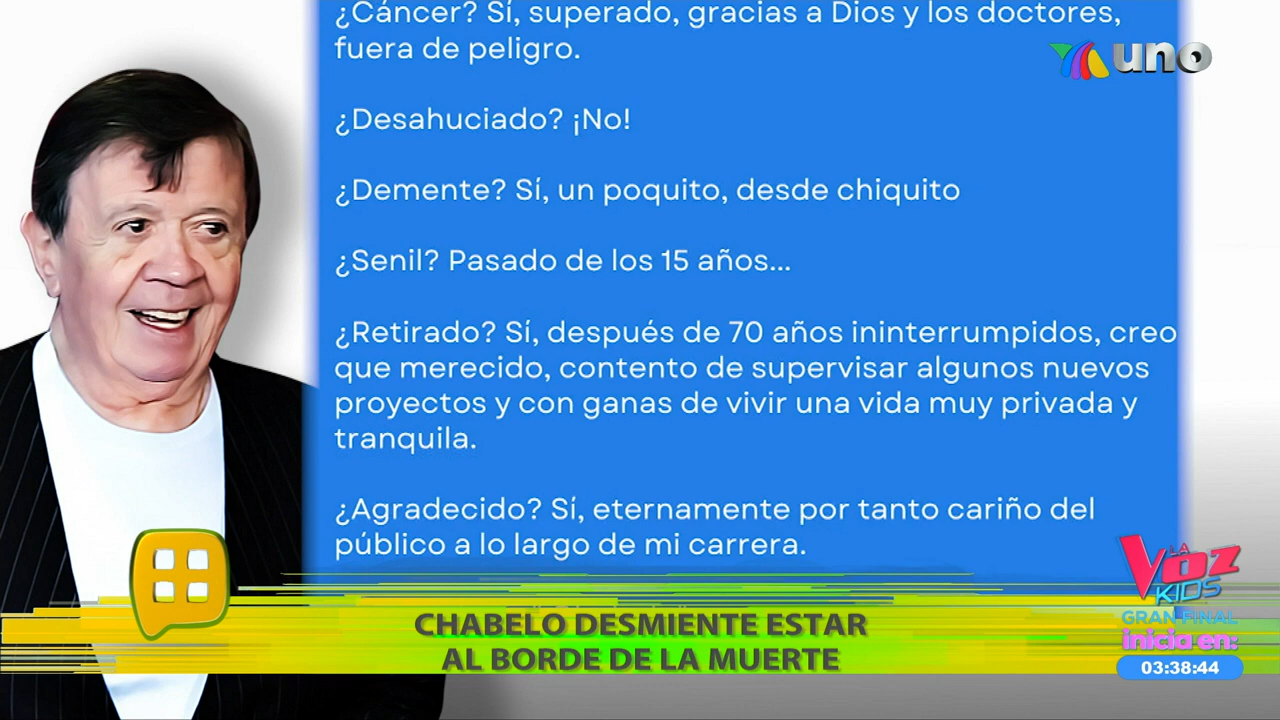 ¿Cáncer? Sí, superado, gracias a Dios y los doctores,
fuera de peligro.
uno
¿Desahuciado? ¡No!
¿Demente? Sí, un poquito, desde chiquito
¿Senil? Pasado de los 15 años...
¿Retirado? Sí, después de 70 años ininterrumpidos, creo
que merecido, contento de supervisar algunos nuevos
proyectos y con ganas de vivir una vida muy privada y
tranquila.
¿Agradecido? Sí, eternamente por tanto cariño del
público a lo largo de mi carrera.
CHABELO DESMIENTE ESTAR
AL BORDE DE LA MUERTE
LA
VOZ
KIDS
GRAN FINAL
inicia en:
03:38:44